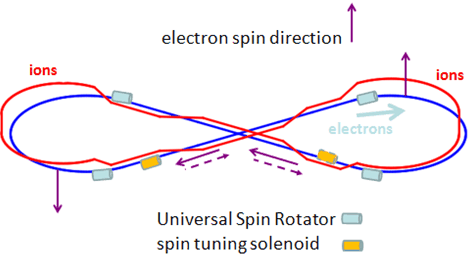 electron spin direction
ions
ions
electrons
Universal Spin Rotator
spin tuning solenoid